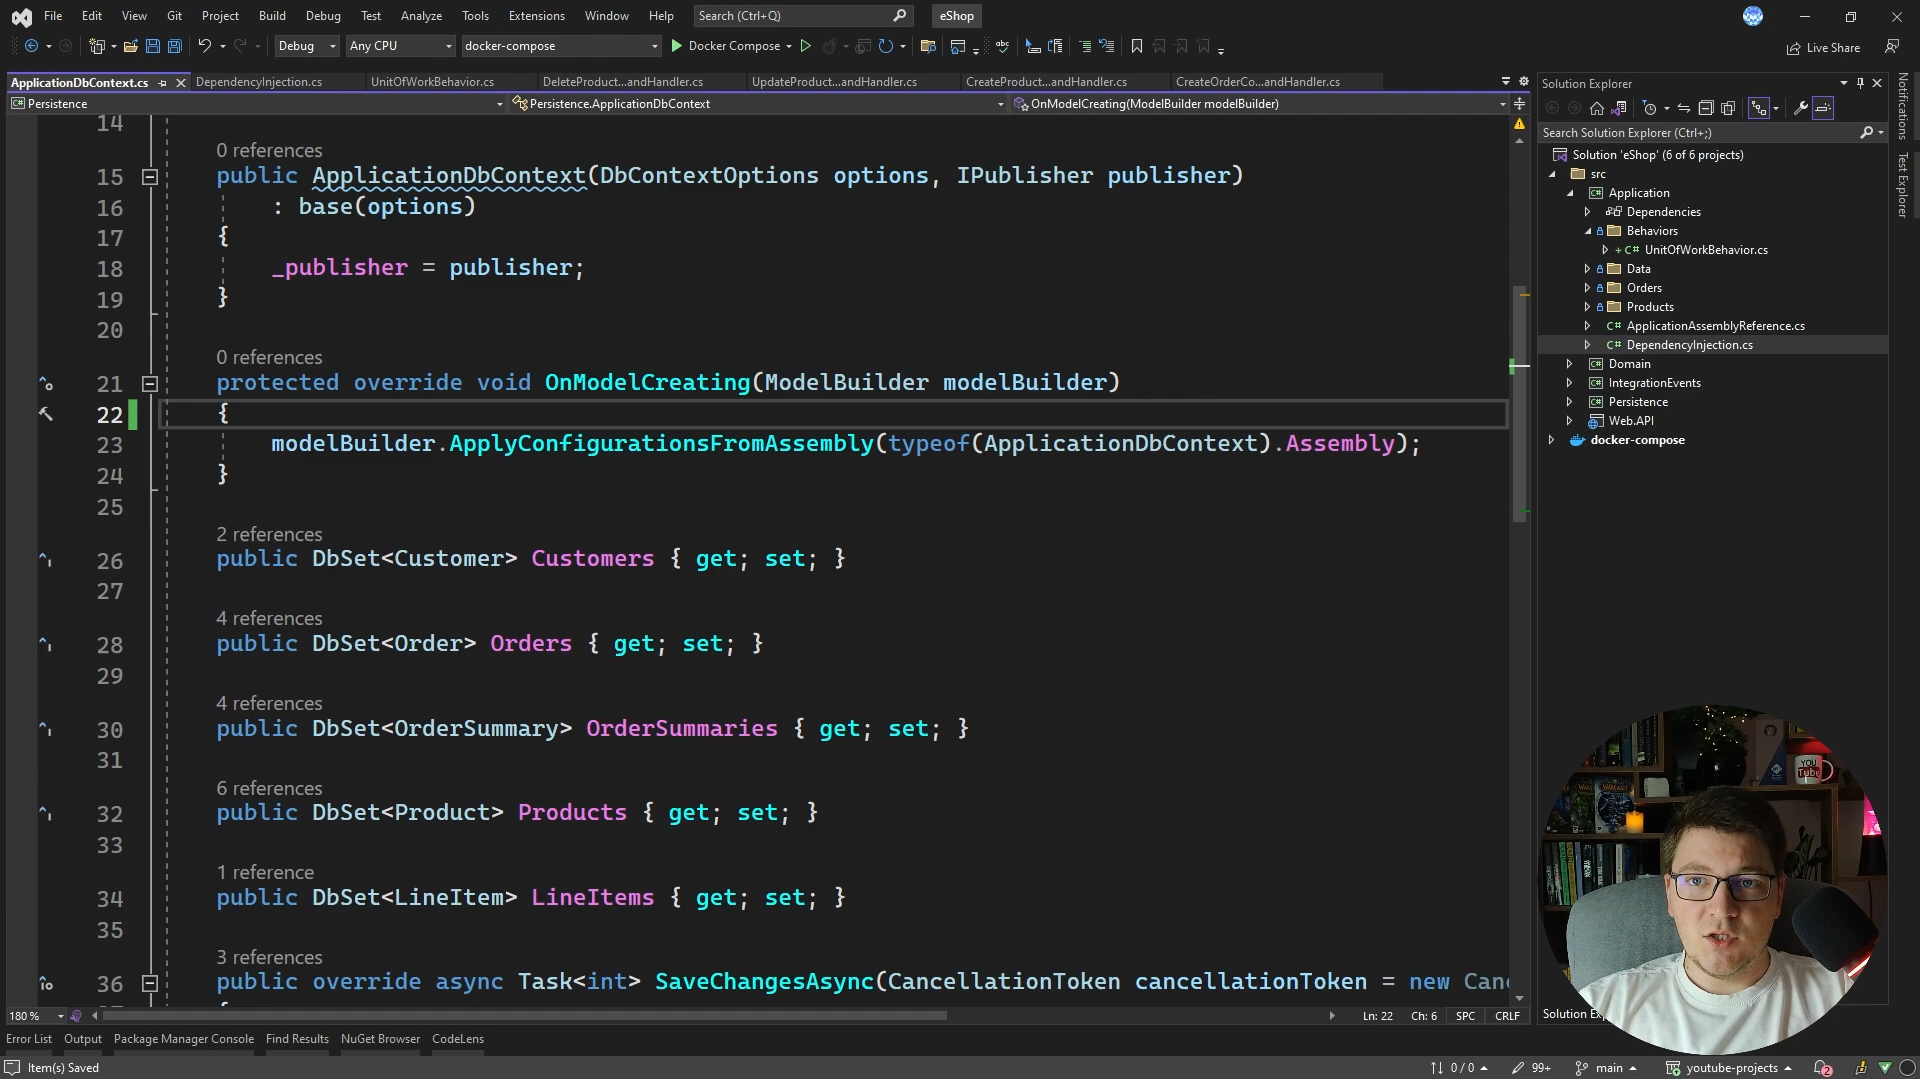 File Edit View Git Project Build Debug Test Analyze Tools Extensions Window Help Search (Ctrl+Q) eShop
Debug Any CPU docker-compose Docker Compose Live Share
ApplicationDbContext.cs DependencyInjection.cs UnitOfWorkBehavior.cs DeleteProduct...andHandler.cs UpdateProduct...andHandler.cs CreateProduct...andHandler.cs CreateOrderCo...andHandler.cs
Persistence Persistence.ApplicationDbContext OnModelCreating(ModelBuilder modelBuilder)
14
0 references
15 public ApplicationDbContext(DbContextOptions options, IPublisher publisher)
16 : base(options)
17 {
18 _publisher = publisher;
19 }
20
0 references
21 protected override void OnModelCreating(ModelBuilder modelBuilder)
22 {
23 modelBuilder.ApplyConfigurationsFromAssembly(typeof(ApplicationDbContext).Assembly);
24 }
25
2 references
26 public DbSet<Customer> Customers { get; set; }
27
4 references
28 public DbSet<Order> Orders { get; set; }
29
4 references
30 public DbSet<OrderSummary> OrderSummaries { get; set; }
31
6 references
32 public DbSet<Product> Products { get; set; }
33
1 reference
34 public DbSet<LineItem> LineItems { get; set; }
35
3 references
36 public override async Task<int> SaveChangesAsync(CancellationToken cancellationToken = new Canc
180 % Ln: 22 Ch: 6 SPC CRLF
Error List Output Package Manager Console Find Results NuGet Browser CodeLens
Item(s) Saved 0 / 0 99+ main youtube-projects 2
Solution Explorer
Search Solution Explorer (Ctrl+;)
Solution 'eShop' (6 of 6 projects)
src
Application
Dependencies
Behaviors
+ C# UnitOfWorkBehavior.cs
Data
Orders
Products
C# ApplicationAssemblyReference.cs
C# DependencyInjection.cs
Domain
IntegrationEvents
Persistence
Web.API
docker-compose
Notifications
Test Explorer
YOU
Tube
Solution Ex